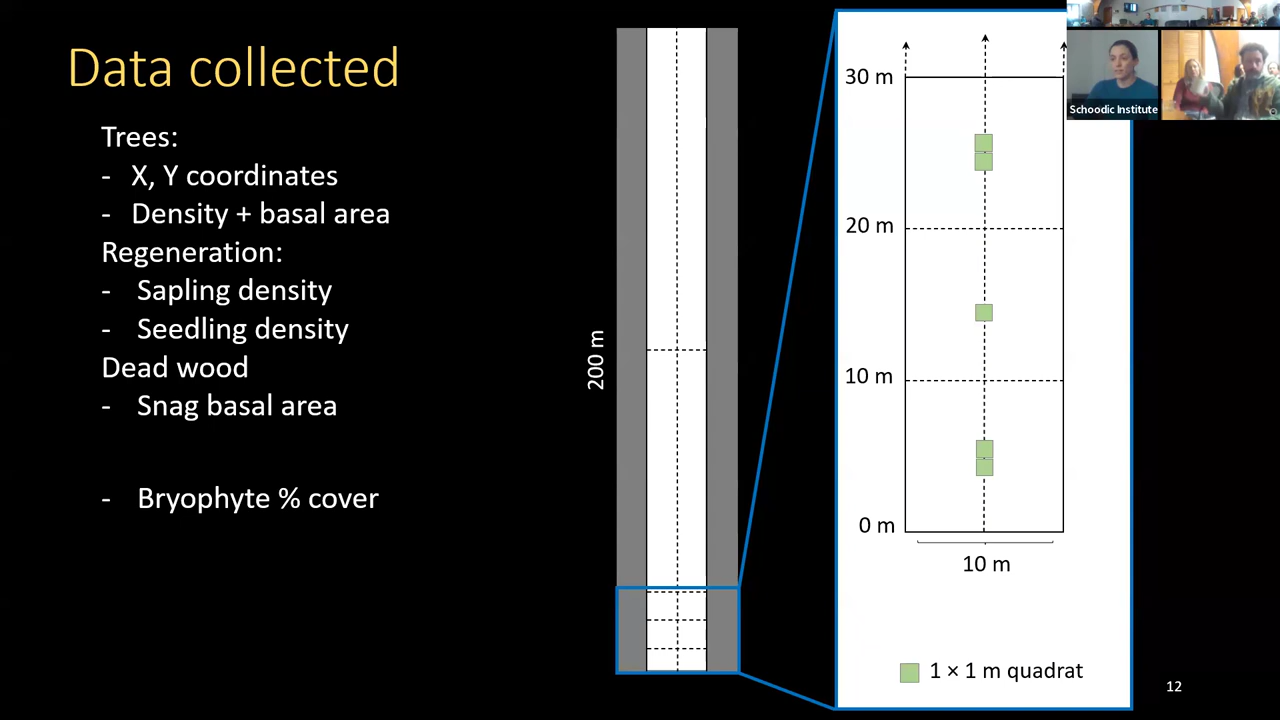 Data collected
Trees:
- X, Y coordinates
- Density + basal area
Regeneration:
- Sapling density
- Seedling density
Dead wood
- Snag basal area
- Bryophyte % cover
200 m
30 m
20 m
10 m
0 m
10 m
1 × 1 m quadrat
Schoodic Institute
12